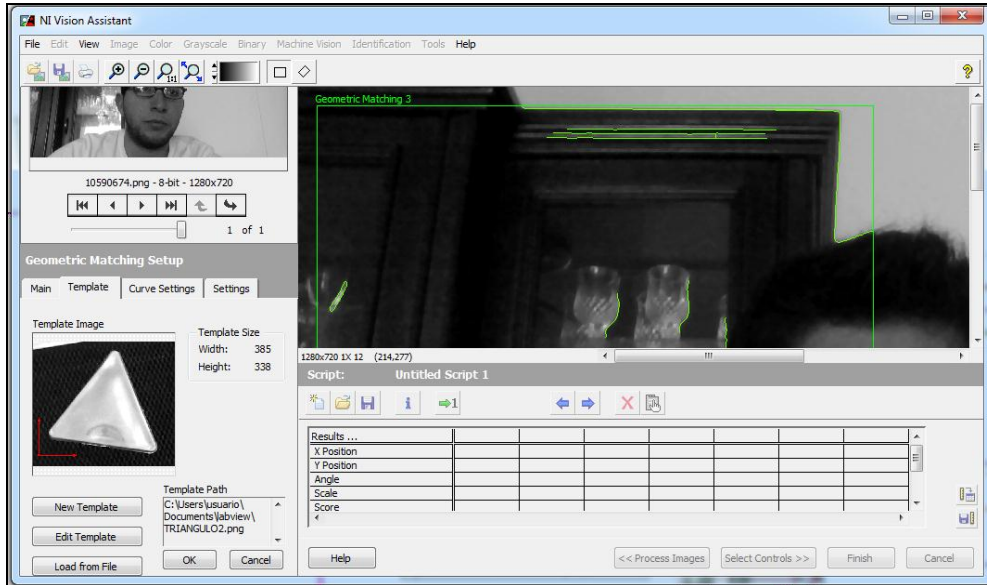 NI Vision Assistant
File Edit View Image Color Grayscale Binary Machine Vision Identification Tools Help
1:1
10590674.png - 8-bit - 1280x720
1 of 1
Geometric Matching Setup
Main Template Curve Settings Settings
Template Image
Template Size
Width: 385
Height: 338
New Template
Edit Template
Load from File
Template Path
C:\Users\usuario\
Documents\labview\
TRIANGULO2.png
OK Cancel
Geometric Matching 3
1280x720 1X 12 (214,277)
Script: Untitled Script 1
1
Results ...
X Position
Y Position
Angle
Scale
Score
Help << Process Images Select Controls >> Finish Cancel